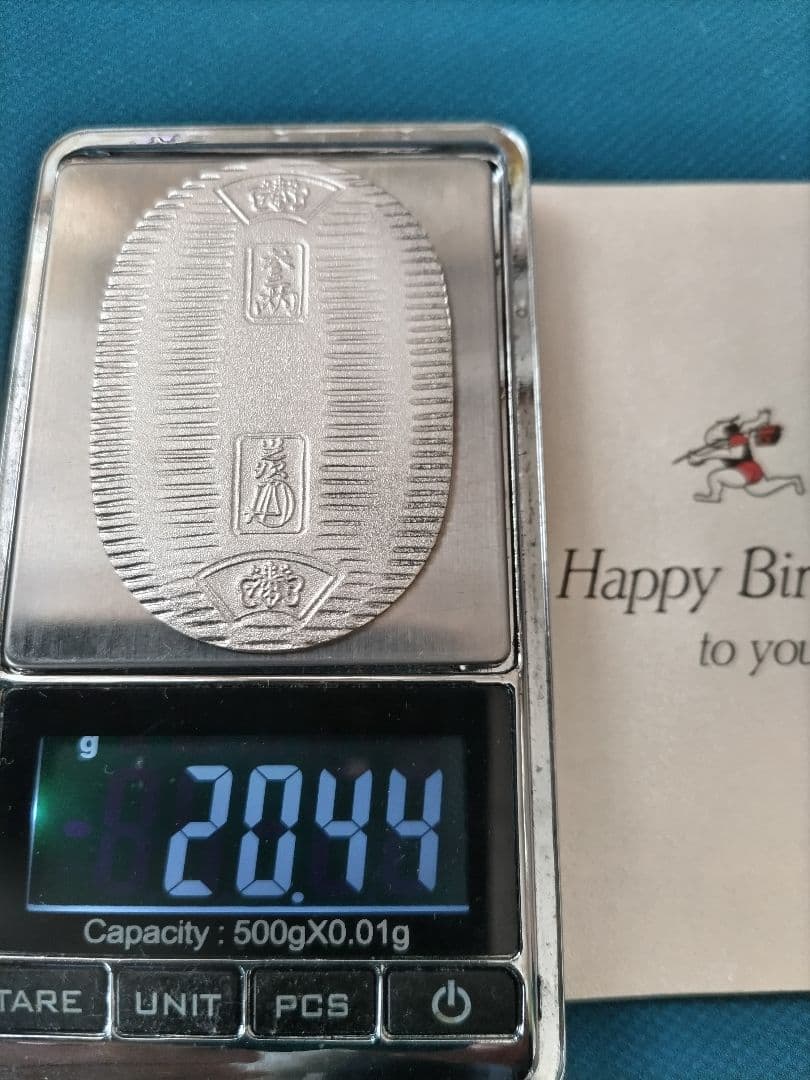 壹両
g
20.44
Capacity : 500gX0.01g
TARE
UNIT
PCS
Happy Bir
to you